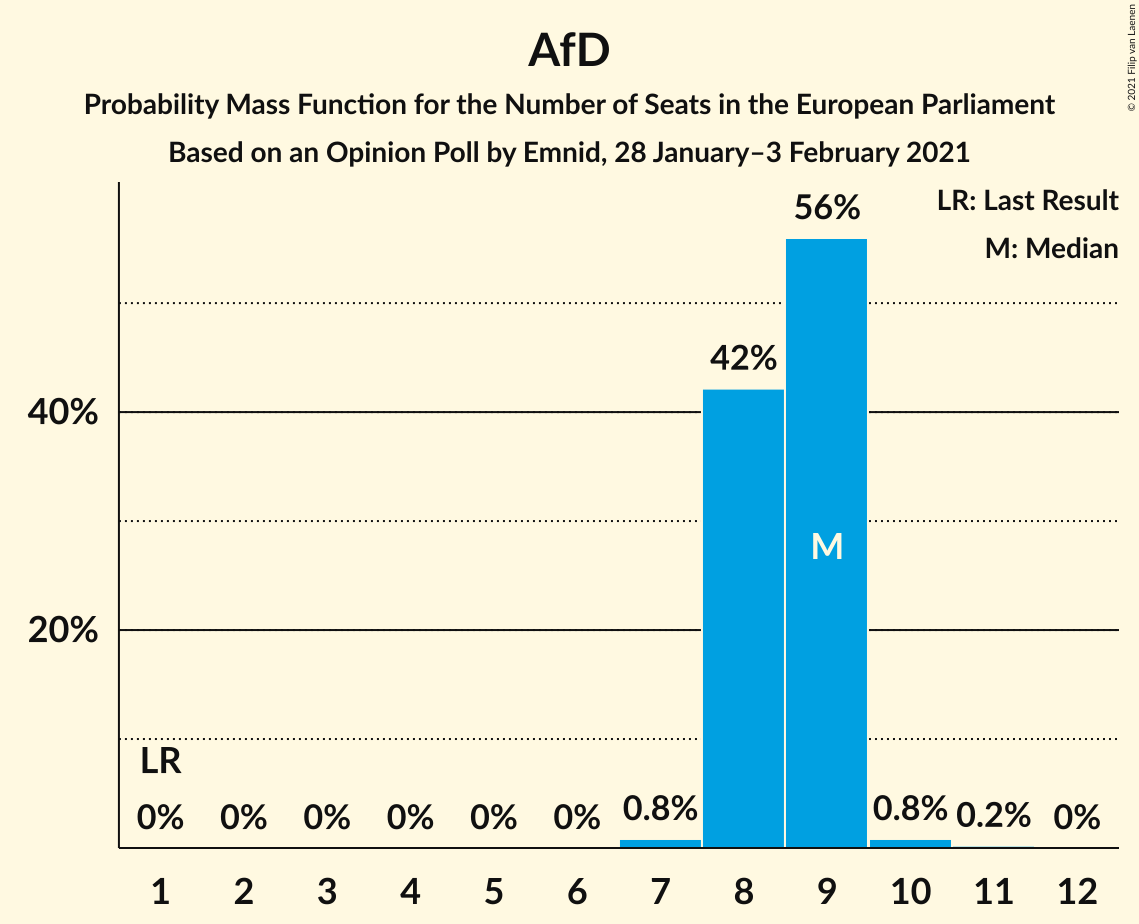 AfD
Probability Mass Function for the Number of Seats in the European Parliament
Based on an Opinion Poll by Emnid, 28 January–3 February 2021
© 2021 Filip van Laenen
LR: Last Result
M: Median
56%
42%
40%
M
20%
LR
0% 0% 0% 0% 0% 0% 0.8% 0.8% 0.2% 0%
1 2 3 4 5 6 7 8 9 10 11 12